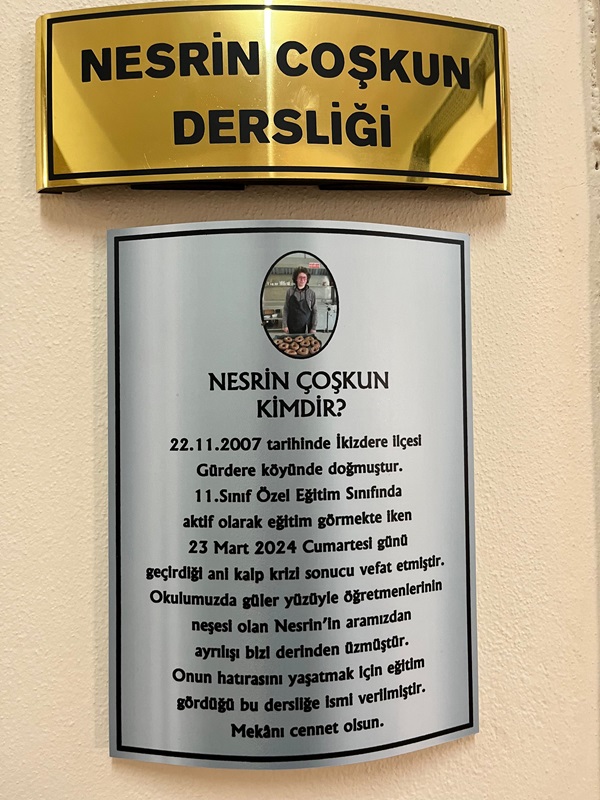 NESRİN COŞKUN
DERSLİĞİ
NESRİN ÇOŞKUN
KİMDİR?
22.11.2007 tarihinde İkizdere ilçesi
Gürdere köyünde doğmuştur.
11.Sınıf Özel Eğitim Sınıfında
aktif olarak eğitim görmekte iken
23 Mart 2024 Cumartesi günü
geçirdiği ani kalp krizi sonucu vefat etmiştir.
Okulumuzda güler yüzüyle öğretmenlerinin
neşesi olan Nesrin'in aramızdan
ayrılışı bizi derinden üzmüştür.
Onun hatırasını yaşatmak için eğitim
gördüğü bu dersliğe ismi verilmiştir.
Mekânı cennet olsun.